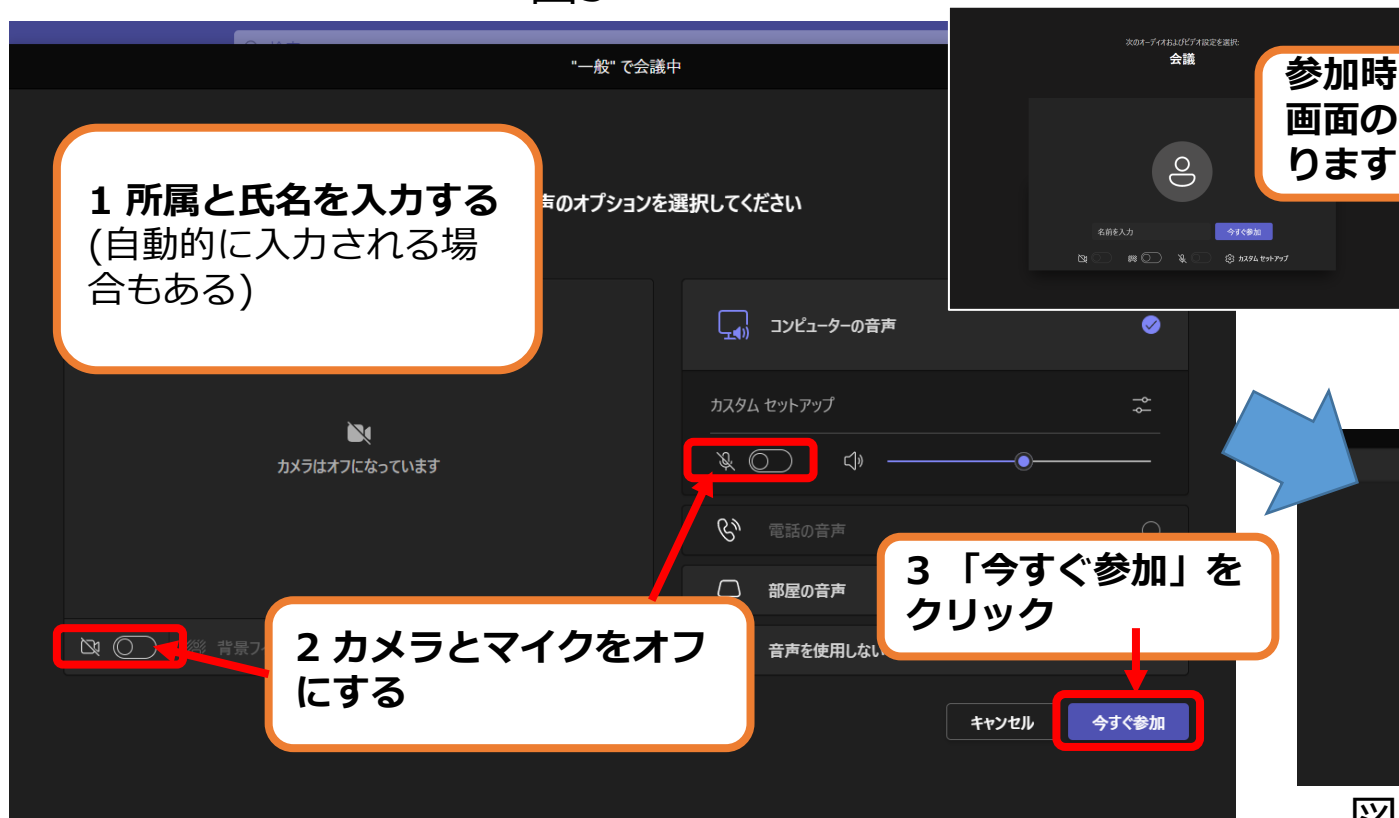 "一般" で会議中
次のオーディオおよびビデオ設定を選択:
会議
名前を入力
今すぐ参加
カスタム セットアップ
参加時
画面の
ります
1 所属と氏名を入力する
(自動的に入力される場
合もある)
声のオプションを選択してください
コンピューターの音声
カスタム セットアップ
カメラはオフになっています
電話の音声
部屋の音声
音声を使用しない
背景フ
2 カメラとマイクをオフ
にする
3 「今すぐ参加」を
クリック
キャンセル
今すぐ参加